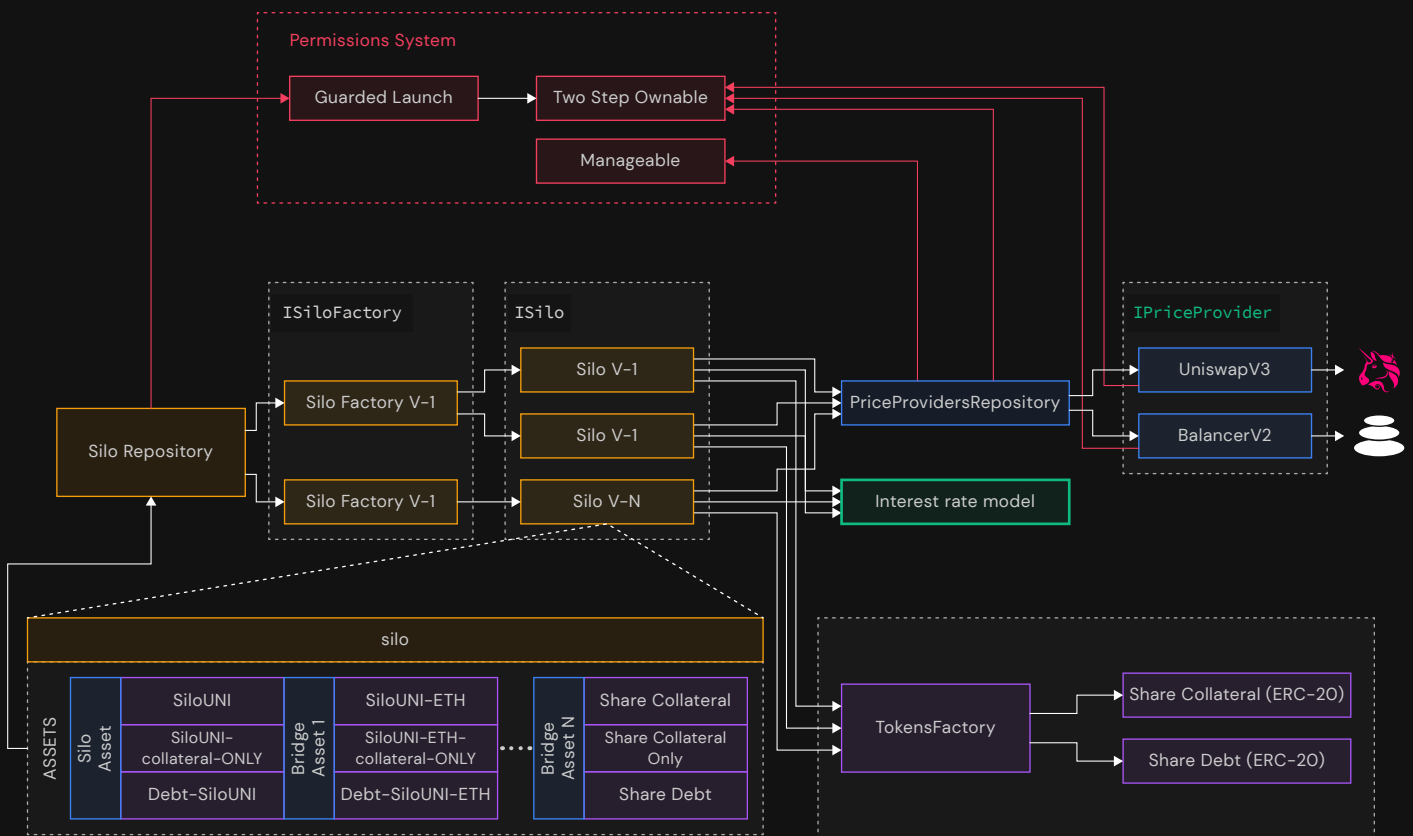 Permissions System
Guarded Launch
Two Step Ownable
Manageable
ISiloFactory
ISilo
IPriceProvider
Silo V-1
UniswapV3
Silo Factory V-1
PriceProvidersRepository
Silo Repository
Silo V-1
BalancerV2
Silo Factory V-1
Silo V-N
Interest rate model
silo
ASSETS
Silo
Asset
SiloUNI
SiloUNI-
collateral-ONLY
Debt-SiloUNI
Bridge
Asset 1
SiloUNI-ETH
SiloUNI-ETH-
collateral-ONLY
Debt-SiloUNI-ETH
Bridge
Asset N
Share Collateral
Share Collateral
Only
Share Debt
TokensFactory
Share Collateral (ERC-20)
Share Debt (ERC-20)